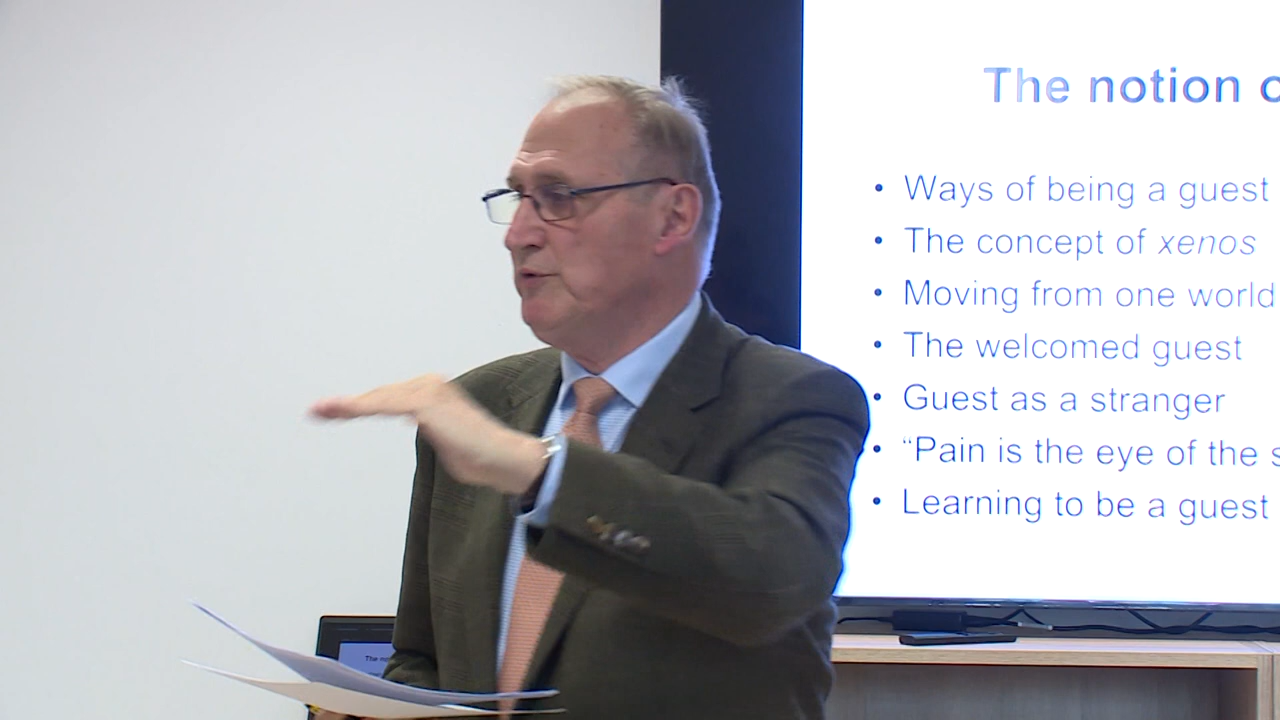 The notion
Ways of being a guest
The concept of xenos
Moving from one world
The welcomed guest
Guest as a stranger
“Pain is the eye of the
Learning to be a guest
The